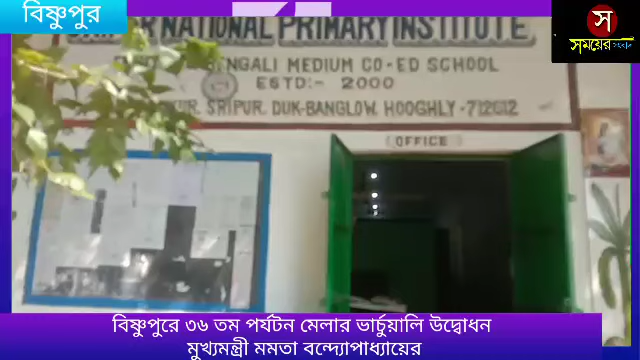 বিষ্ণুপুর
NATIONAL PRIMARY INSTITUTE
BENGALI MEDIUM CO-ED SCHOOL
ESTD:- 2000
SRIPUR, DUK-BANGLOW, HOOGHLY-712612
OFFICE
স
সময়ের
বিষ্ণুপুরে ৩৬ তম পর্যটন মেলার ভার্চুয়ালি উদ্বোধন
মুখ্যমন্ত্রী মমতা বন্দ্যোপাধ্যায়ের